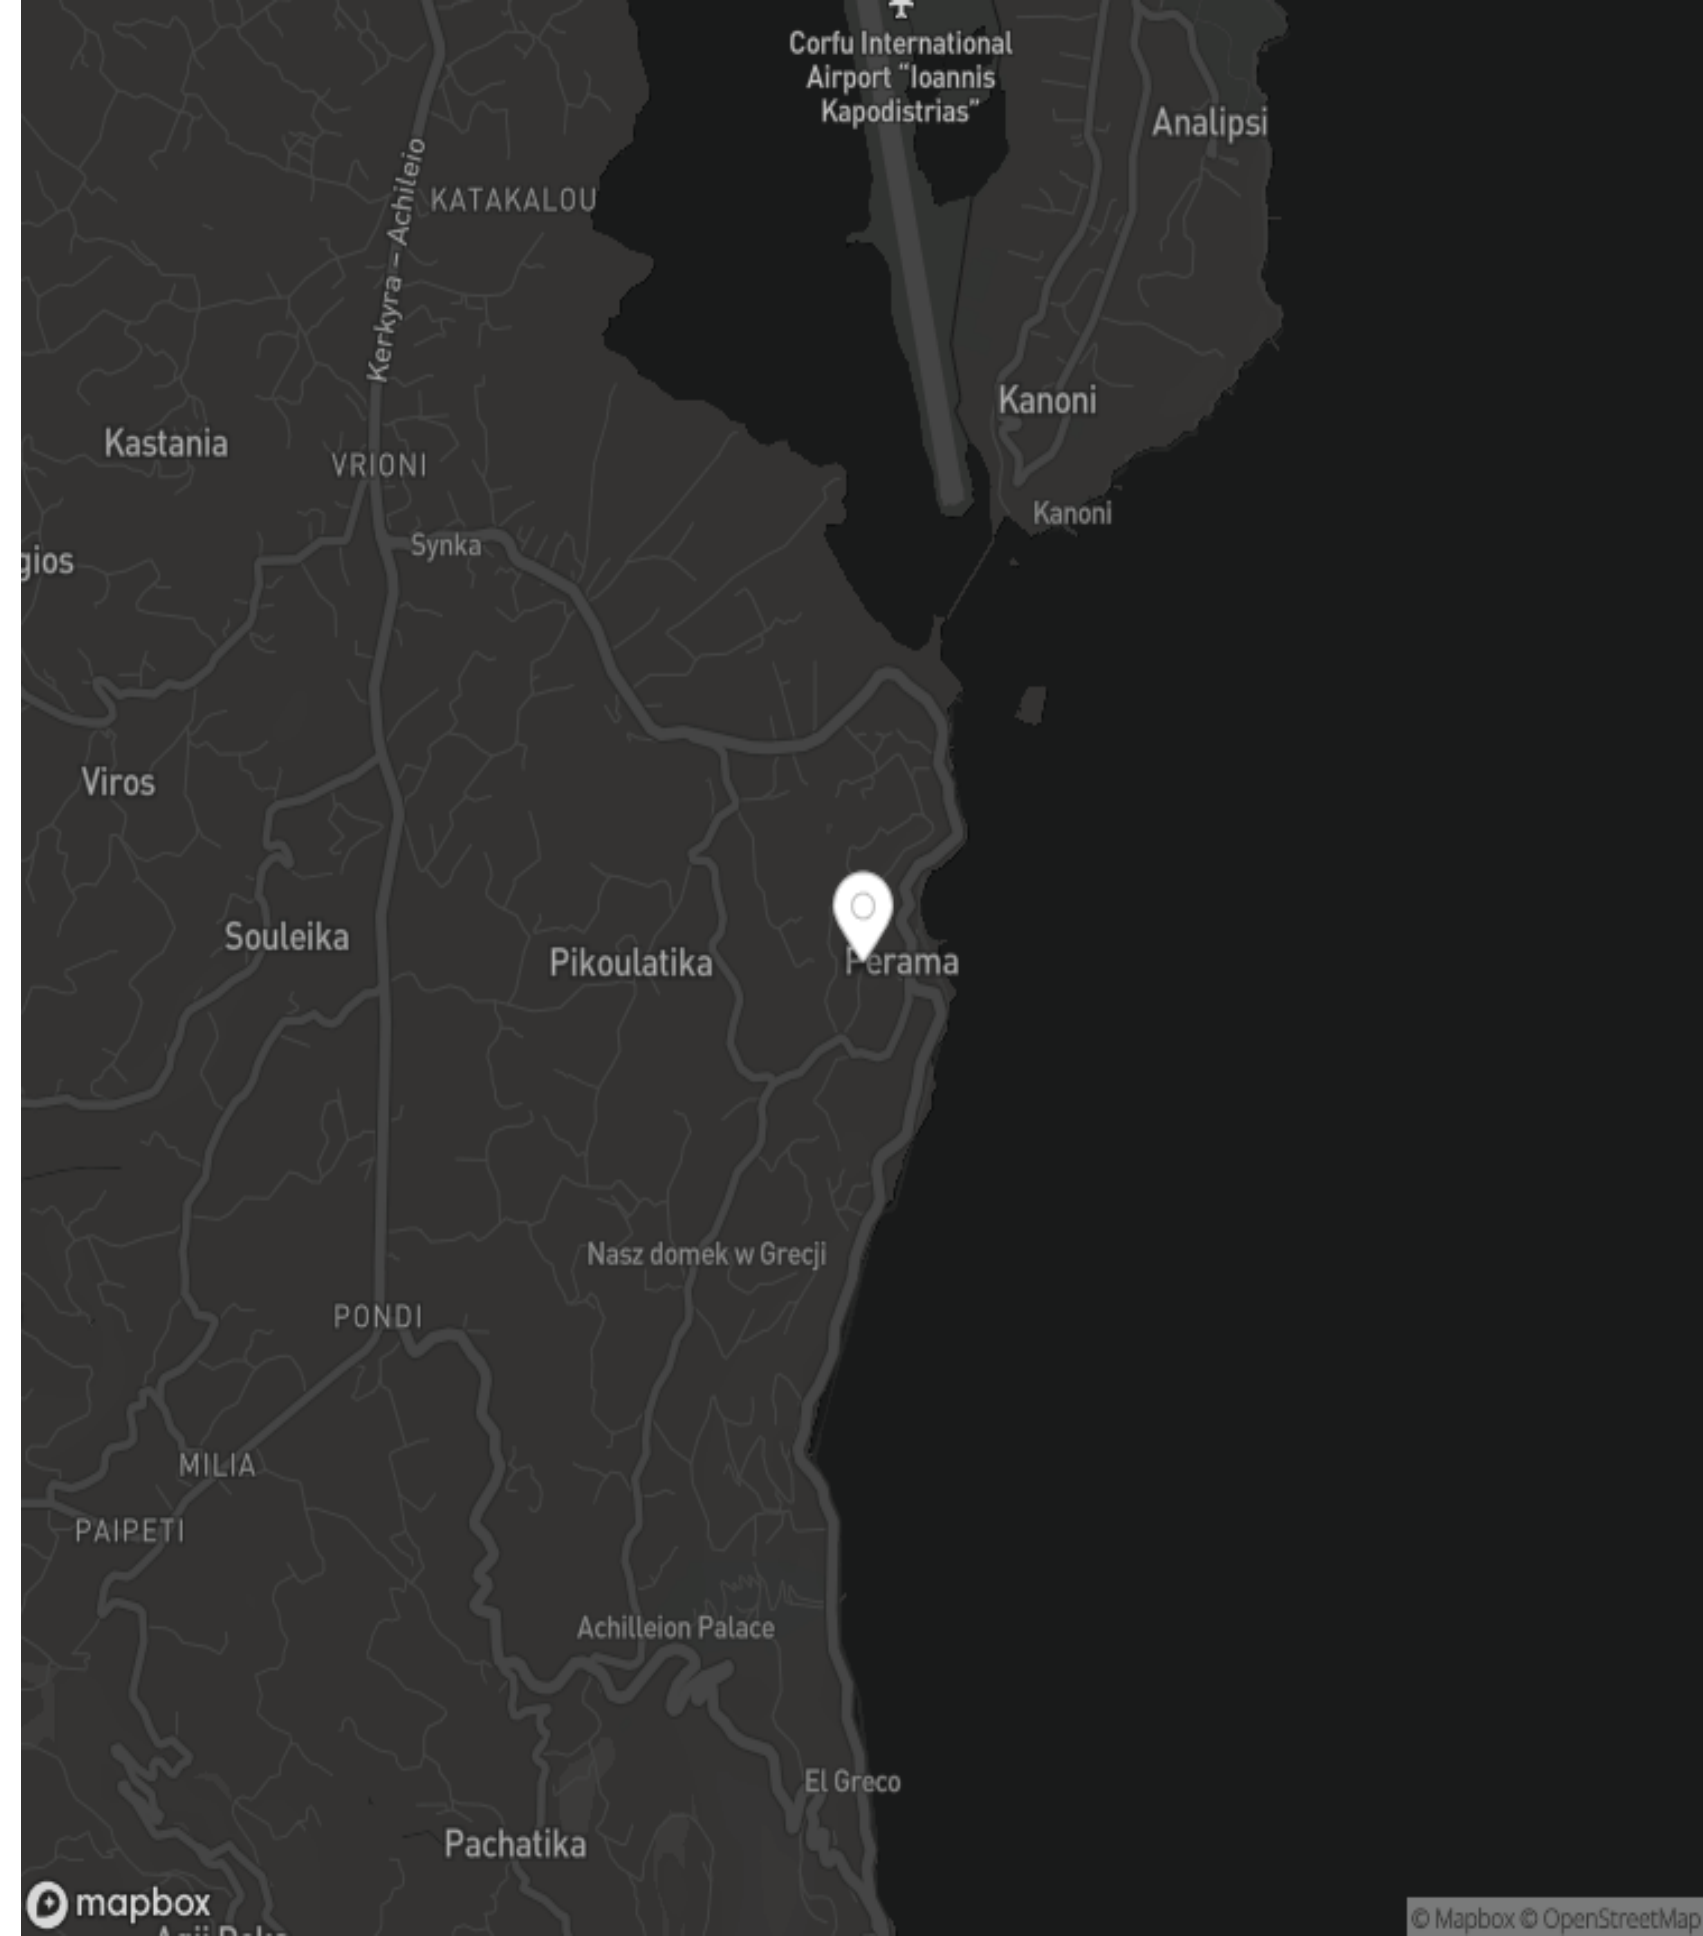 Corfu International
Airport “Ioannis
Kapodistrias”
Analipsi
Kerkyra – Achileio
KATAKALOU
Kanoni
Kastania
VRIONI
Kanoni
Synka
gios
Viros
Souleika
Pikoulatika
Perama
Nasz domek w Grecji
PONDI
MILIA
PAIPETI
Achilleion Palace
El Greco
Pachatika
mapbox
© Mapbox © OpenStreetMap